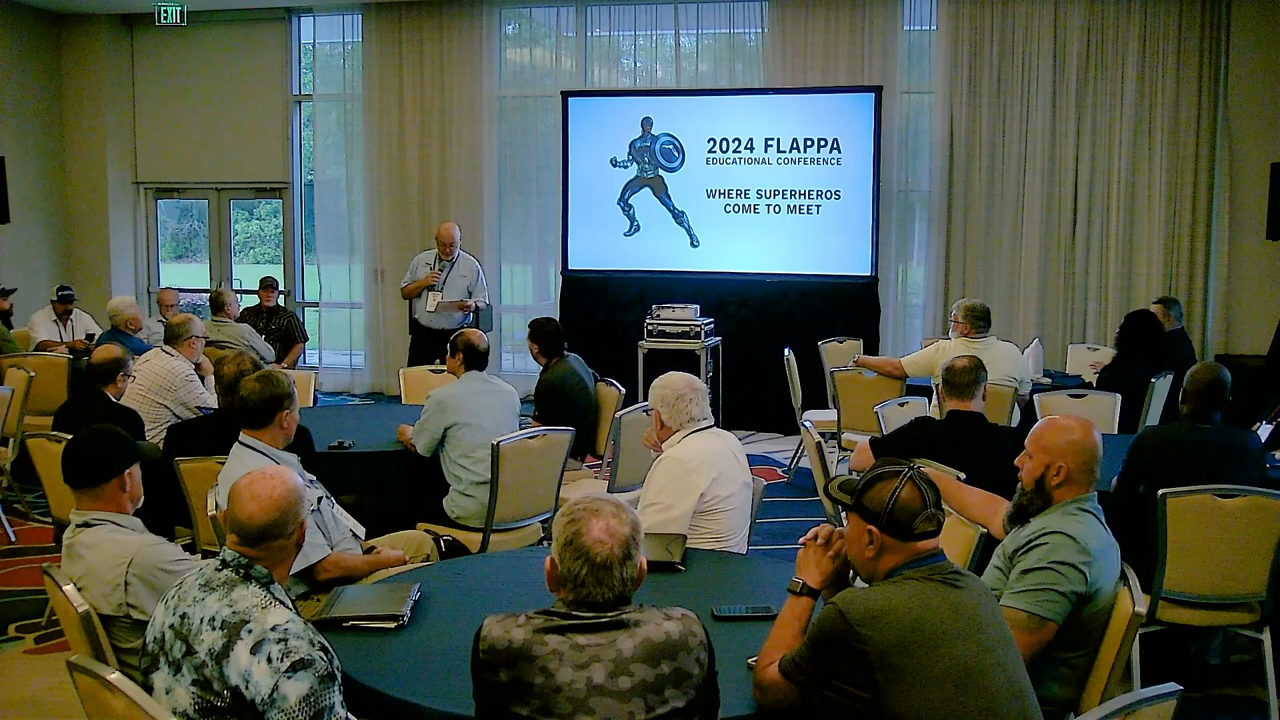 EXIT
2024 FLAPPA
EDUCATIONAL CONFERENCE
WHERE SUPERHEROS
COME TO MEET